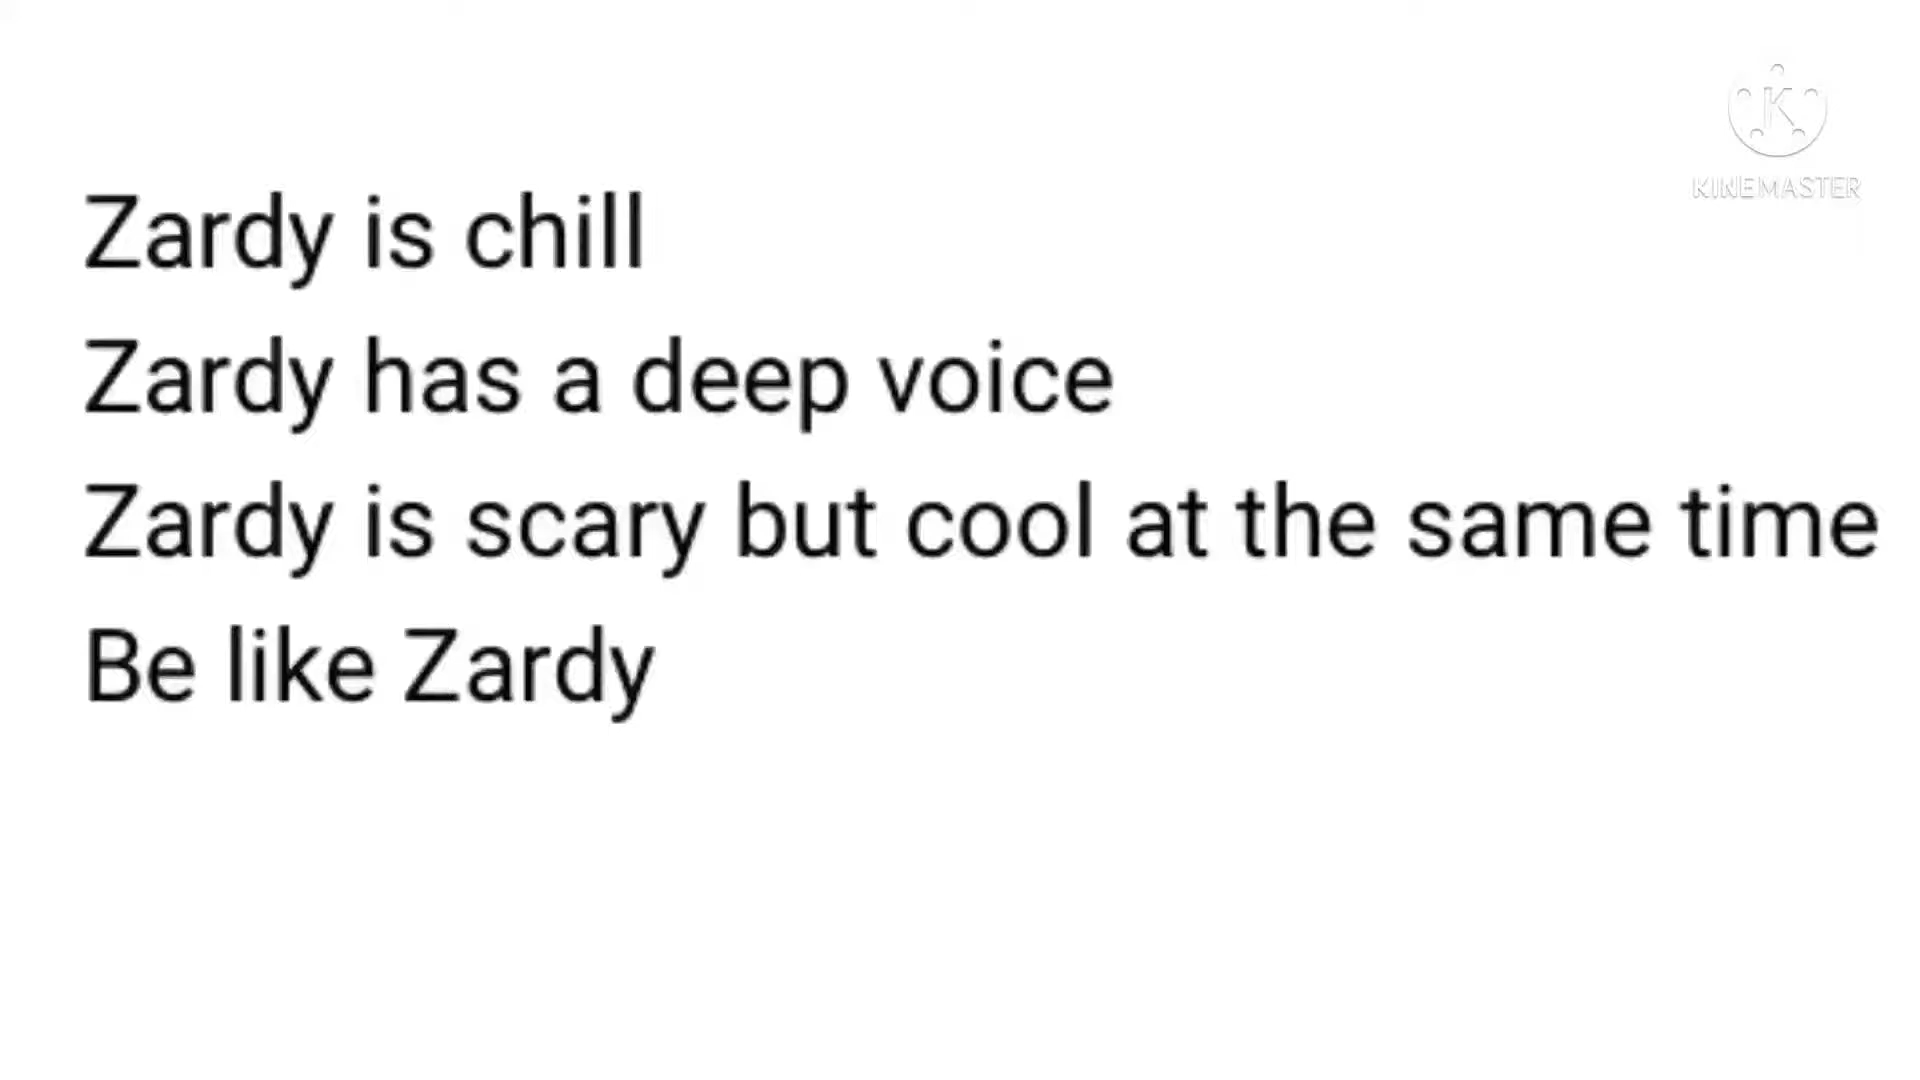 KINEMASTER
Zardy is chill
Zardy has a deep voice
Zardy is scary but cool at the same time
Be like Zardy